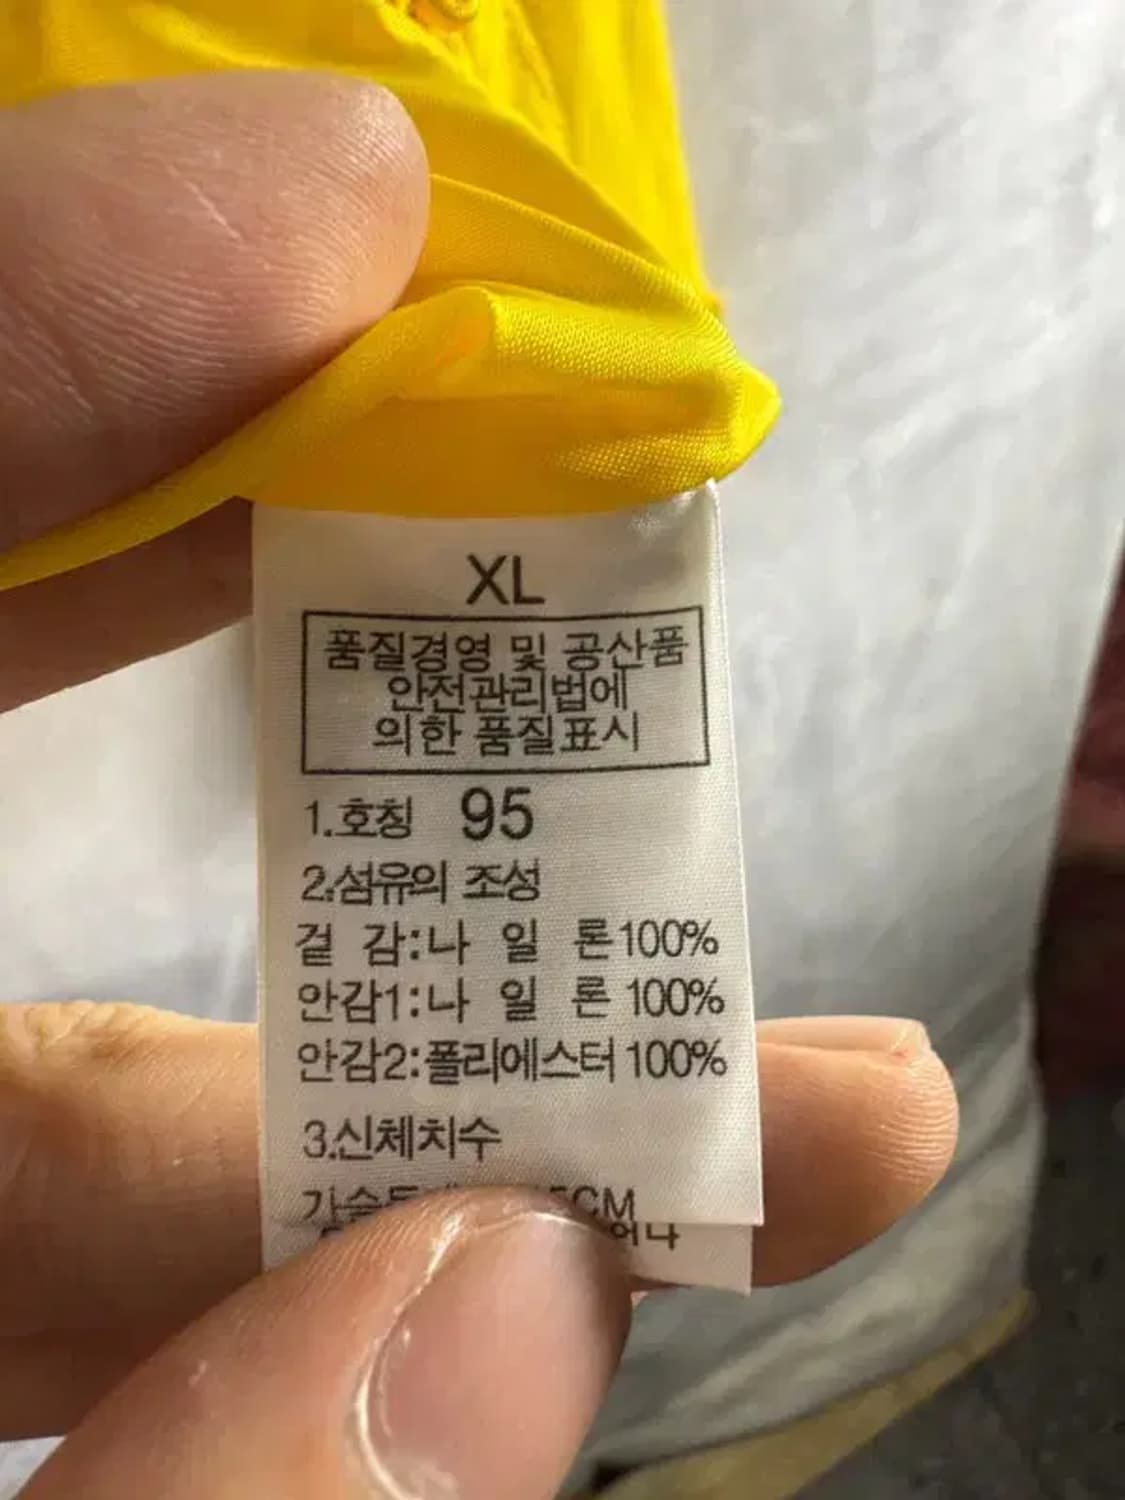 XL
품질경영 및 공산품
안전관리법에
의한 품질표시
1.호칭 95
2.섬유의 조성
겉 감:나 일 론100%
안감1:나 일 론 100%
안감2:폴리에스터 100%
3.신체치수